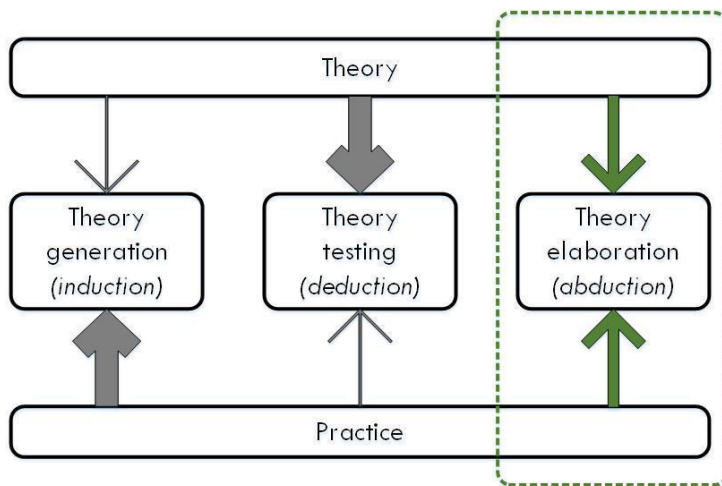 Theory
Theory
generation
(induction)
Theory
testing
(deduction)
Theory
elaboration
(abduction)
Practice